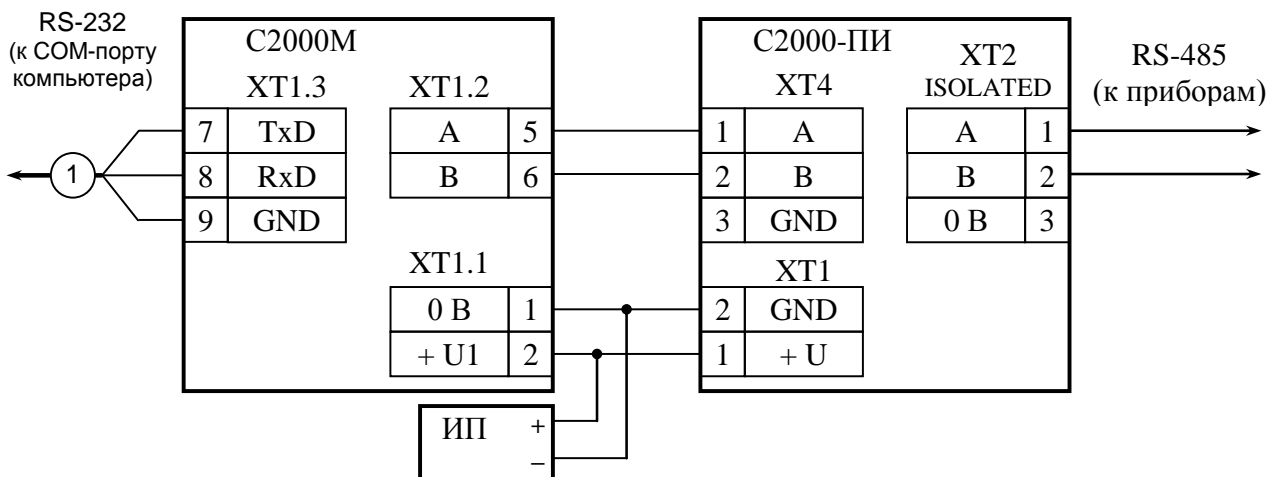 RS-232
(к COM-порту
компьютера)
1
С2000М
XT1.3
7 TxD
8 RxD
9 GND
XT1.2
A 5
B 6
XT1.1
0 В 1
+ U1 2
ИП +
–
С2000-ПИ
XT4
1 A
2 B
3 GND
XT1
2 GND
1 + U
XT2
ISOLATED
A 1
B 2
0 В 3
RS-485
(к приборам)